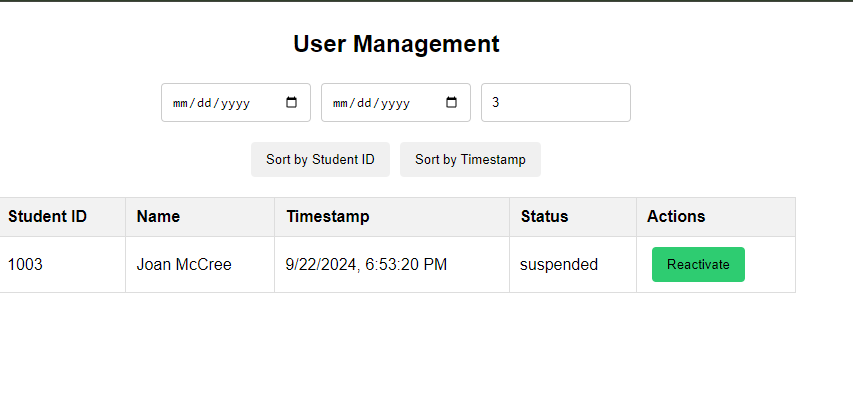 User Management
mm/dd/yyyy mm/dd/yyyy 3
Sort by Student ID Sort by Timestamp
Student ID Name Timestamp Status Actions
1003 Joan McCree 9/22/2024, 6:53:20 PM suspended Reactivate